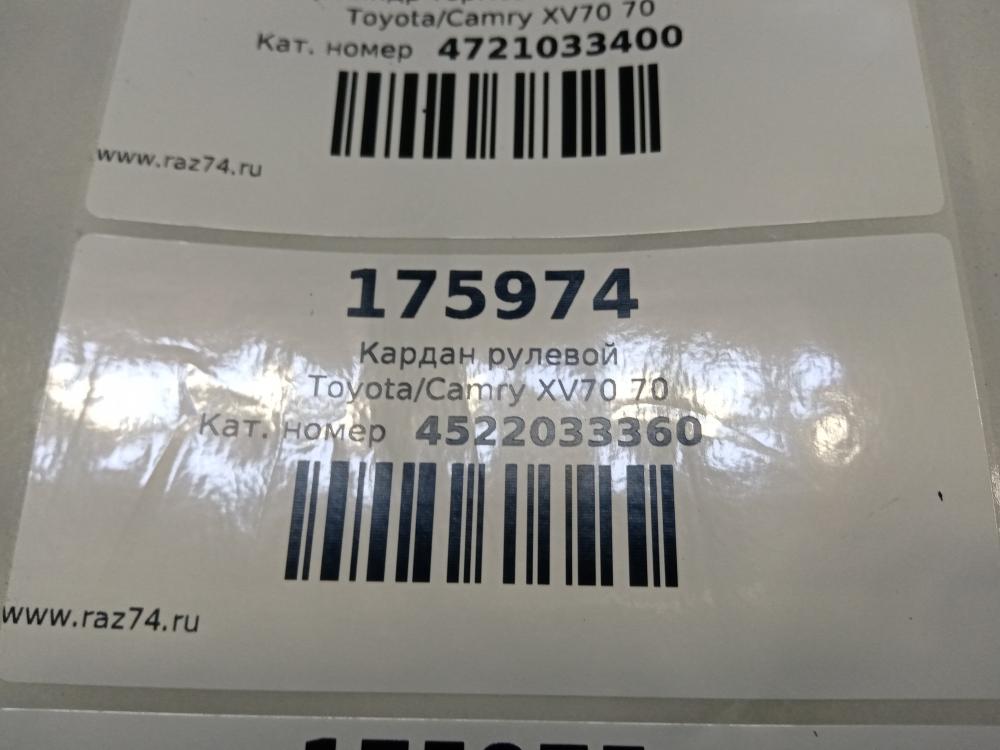 Toyota/Camry XV70 70
Кат. номер 4721033400
www.raz74.ru
175974
Кардан рулевой
Toyota/Camry XV70 70
Кат. номер 4522033360
www.raz74.ru